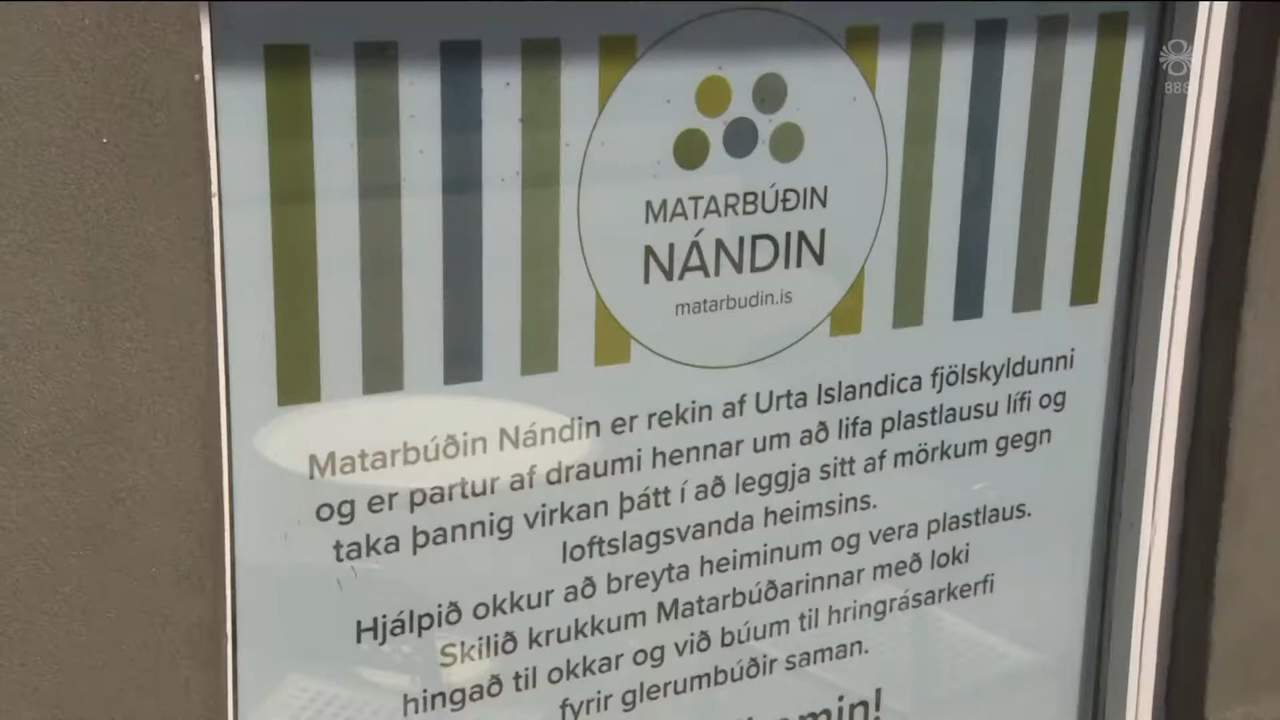 888
MATARBÚÐIN
NÁNDIN
matarbudin.is
Matarbúðin Nándin er rekin af Urta Islandica fjölskyldunni
og er partur af draumi hennar um að lifa plastlausu lífi og
taka þannig virkan þátt í að leggja sitt af mörkum gegn
loftslagsvanda heimsins.
Hjálpið okkur að breyta heiminum og vera plastlaus.
Skilið krukkum Matarbúðarinnar með loki
hingað til okkar og við búum til hringrásarkerfi
fyrir glerumbúðir saman.